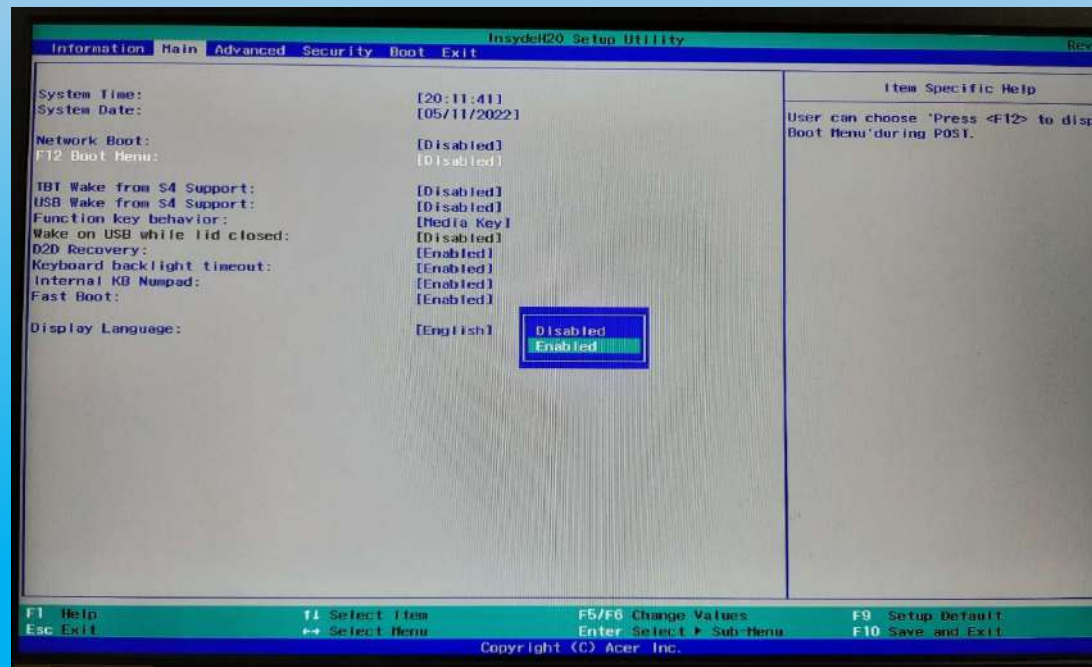 InsydeH2O Setup Utility
Rev
Information Main Advanced Security Boot Exit
System Time: [20:11:41]
System Date: [05/11/2022]
Network Boot: [Disabled]
F12 Boot Menu: [Disabled]
TBT Wake from S4 Support: [Disabled]
USB Wake from S4 Support: [Disabled]
Function key behavior: [Media Key]
Wake on USB while lid closed: [Disabled]
D2D Recovery: [Enabled]
Keyboard backlight timeout: [Enabled]
Internal KB Numpad: [Enabled]
Fast Boot: [Enabled]
Display Language: [English]
Disabled
Enabled
Item Specific Help
User can choose 'Press <F12> to disp
Boot Menu'during POST.
F1 Help ↑↓ Select Item F5/F6 Change Values F9 Setup Default
Esc Exit ←→ Select Menu Enter Select ▶ Sub-Menu F10 Save and Exit
Copyright (C) Acer Inc.